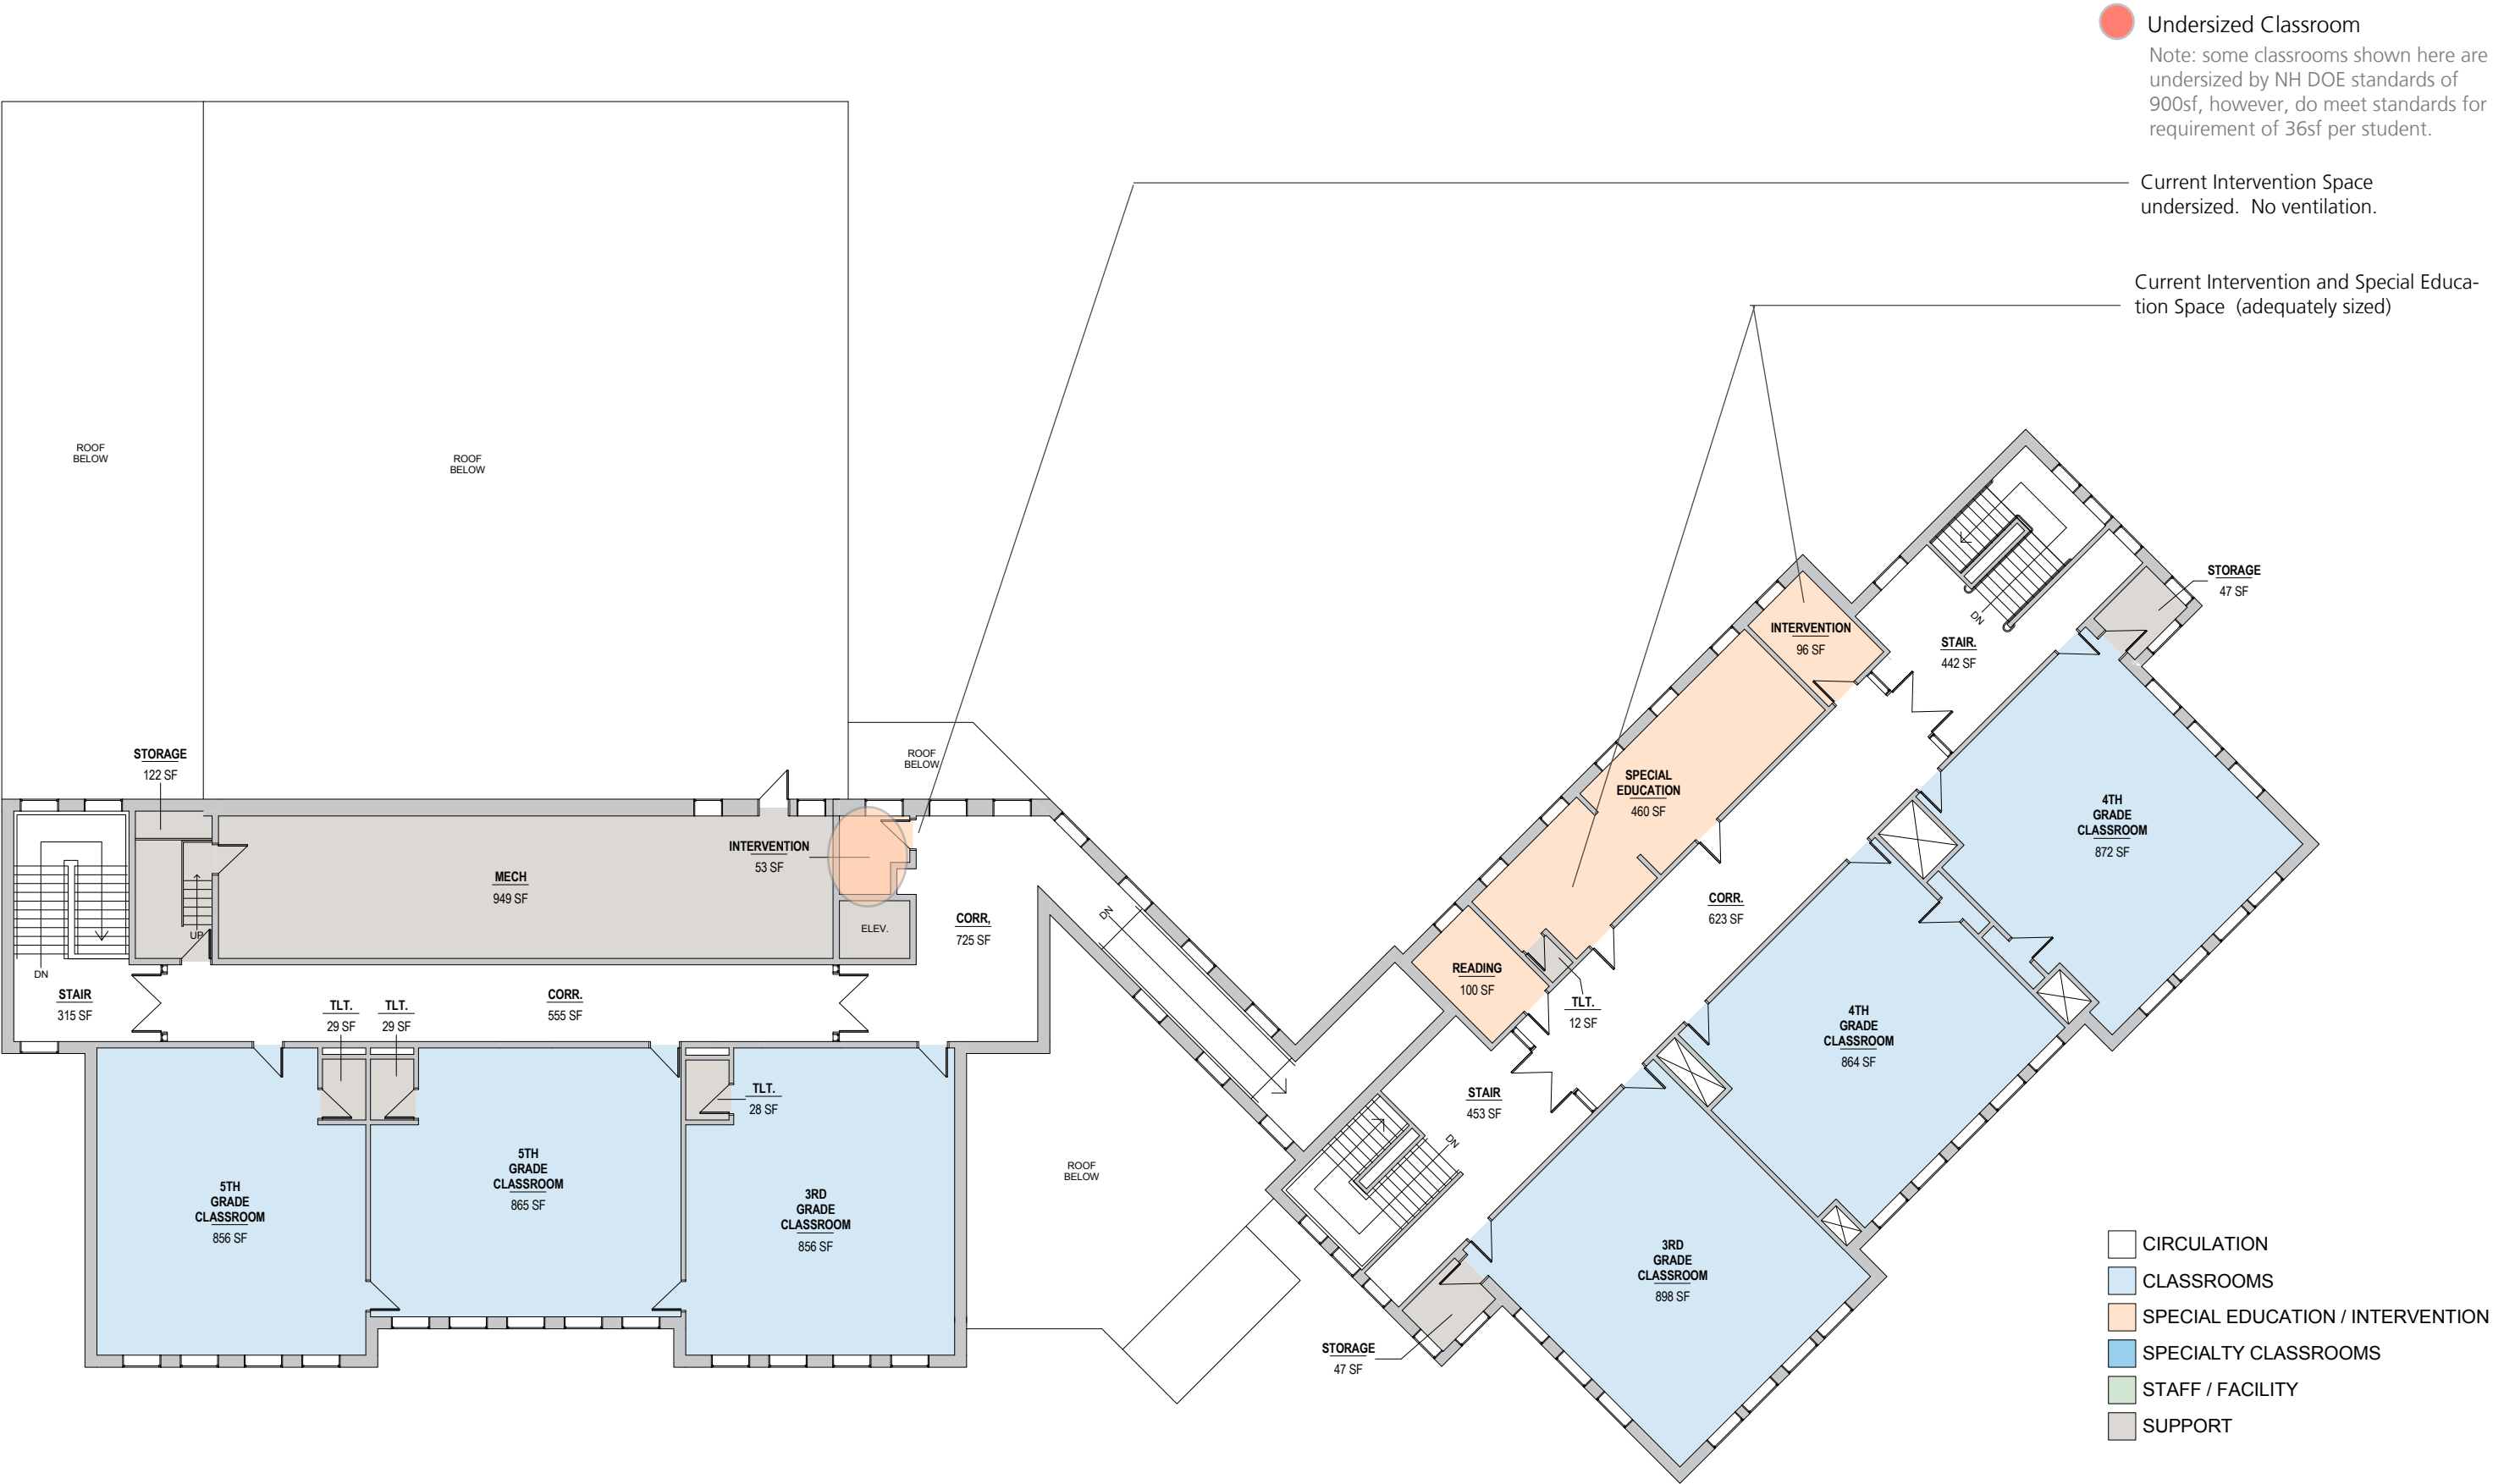 Undersized Classroom
Note: some classrooms shown here are
undersized by NH DOE standards of
900sf, however, do meet standards for
requirement of 36sf per student.
Current Intervention Space
undersized.  No ventilation.
Current Intervention and Special Educa-
tion Space  (adequately sized)
ROOF
BELOW
ROOF
BELOW
ROOF
BELOW
STORAGE
122 SF
MECH
949 SF
INTERVENTION
53 SF
ELEV.
CORR,
725 SF
UP
DN
STAIR
315 SF
CORR.
555 SF
TLT.
29 SF
TLT.
29 SF
TLT.
28 SF
5TH
GRADE
CLASSROOM
856 SF
5TH
GRADE
CLASSROOM
865 SF
3RD
GRADE
CLASSROOM
856 SF
ROOF
BELOW
DN
INTERVENTION
96 SF
STAIR.
442 SF
DN
STORAGE
47 SF
SPECIAL
EDUCATION
460 SF
4TH
GRADE
CLASSROOM
872 SF
CORR.
623 SF
READING
100 SF
TLT.
12 SF
4TH
GRADE
CLASSROOM
864 SF
STAIR
453 SF
DN
3RD
GRADE
CLASSROOM
898 SF
STORAGE
47 SF
CIRCULATION
CLASSROOMS
SPECIAL EDUCATION / INTERVENTION
SPECIALTY CLASSROOMS
STAFF / FACILITY
SUPPORT